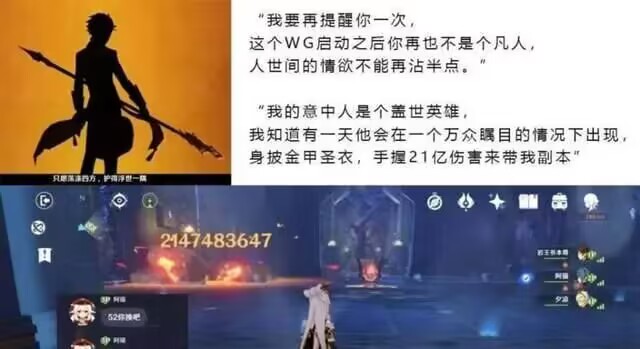 “我要再提醒你一次，
这个WG启动之后你再也不是个凡人，
人世间的情欲不能再沾半点。”
“我的意中人是个盖世英雄，
我知道有一天他会在一个万众瞩目的情况下出现，
身披金甲圣衣，手握21亿伤害来带我副本”
只愿荡涤四方，护得浮世一隅
2147483647
岩王爷本尊
阿猫
夕凉
阿猫
52你换吧
阿猫